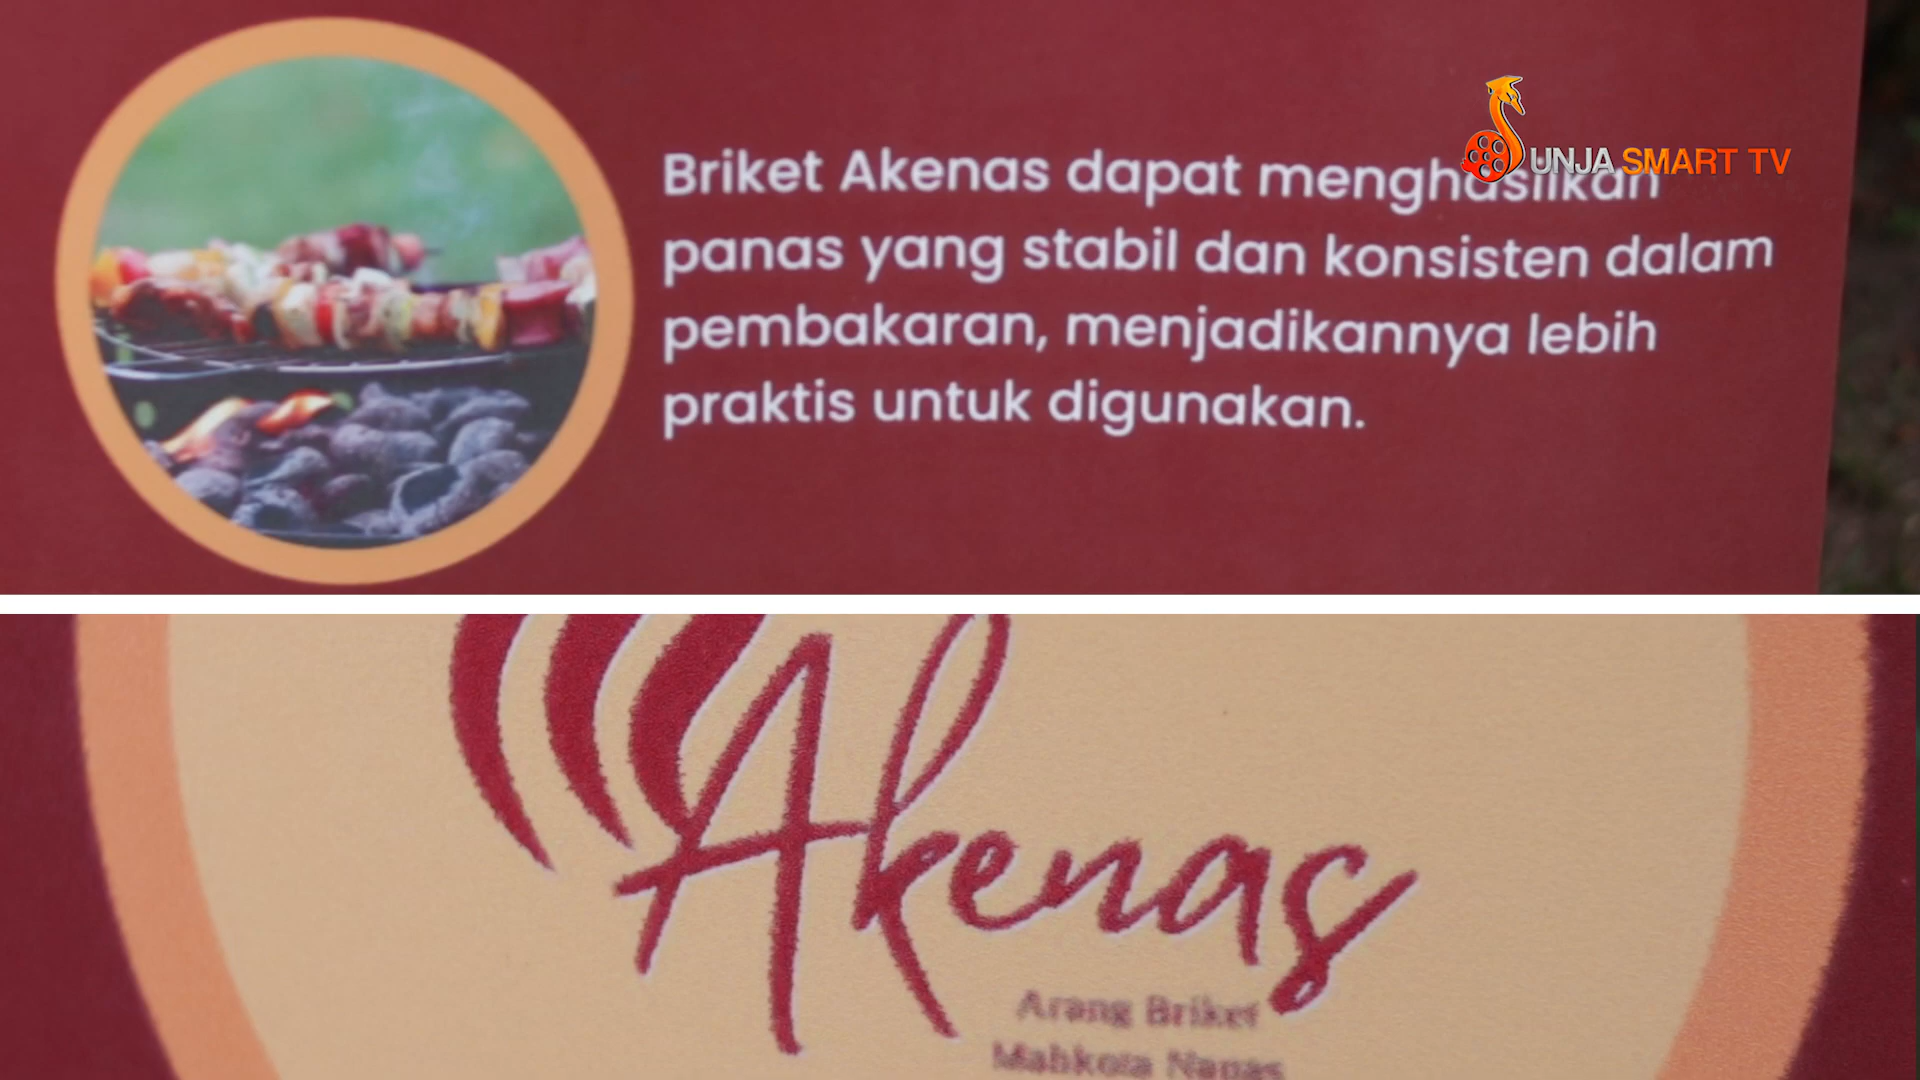 UNJA SMART TV
Briket Akenas dapat menghasilkan
panas yang stabil dan konsisten dalam
pembakaran, menjadikannya lebih
praktis untuk digunakan.
Akenas
Arang Briket
Mahkota Nanas